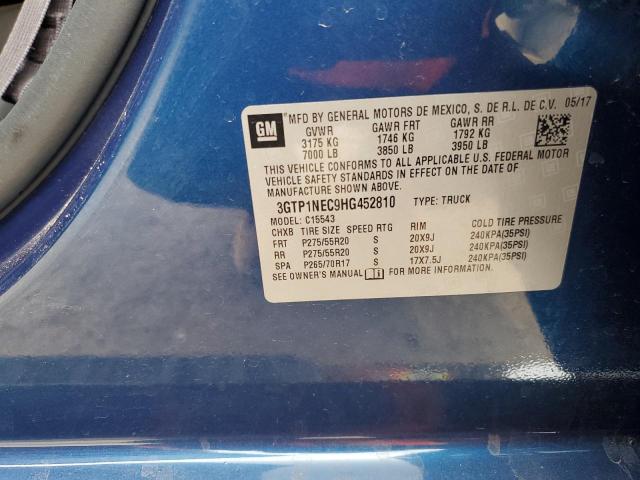 GM
MFD BY GENERAL MOTORS DE MEXICO, S. DE R.L. DE C.V. 05/17
GVWR GAWR FRT GAWR RR
3175 KG 1746 KG 1792 KG
7000 LB 3850 LB 3950 LB
THIS VEHICLE CONFORMS TO ALL APPLICABLE U.S. FEDERAL MOTOR
VEHICLE SAFETY STANDARDS IN EFFECT ON THE DATE OF
MANUFACTURE SHOWN ABOVE.
3GTP1NEC9HG452810 TYPE: TRUCK
MODEL: C15543
CHXB TIRE SIZE SPEED RTG RIM COLD TIRE PRESSURE
FRT P275/55R20 S 20X9J 240KPA(35PSI)
RR P275/55R20 S 20X9J 240KPA(35PSI)
SPA P265/70R17 S 17X7.5J 240KPA(35PSI)
SEE OWNER'S MANUAL FOR MORE INFORMATION.